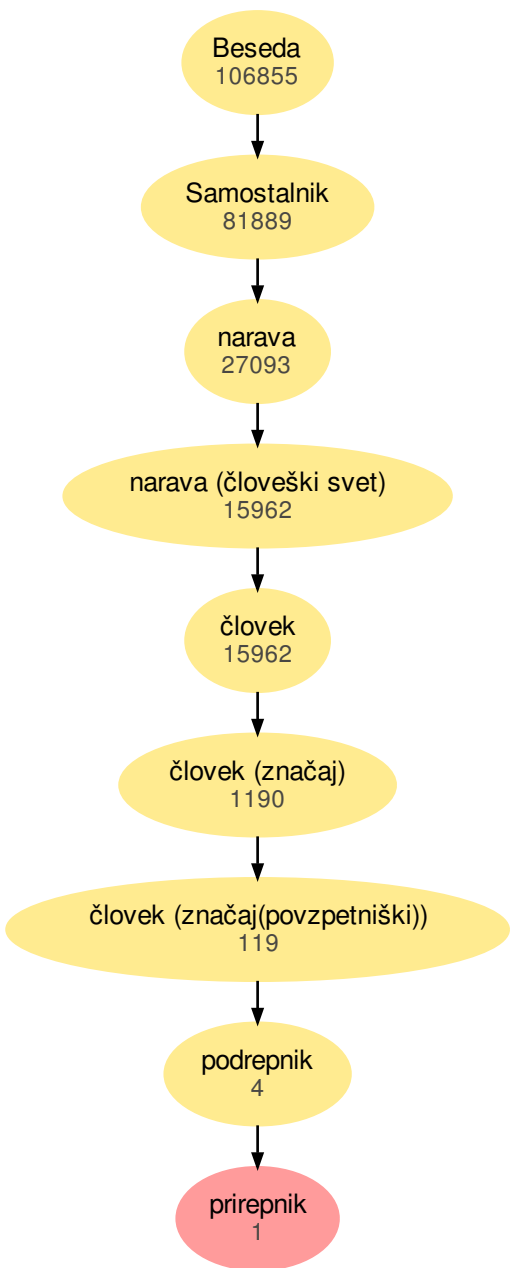 Beseda
106855
Samostalnik
81889
narava
27093
narava (človeški svet)
15962
človek
15962
človek (značaj)
1190
človek (značaj(povzpetniški))
119
podrepnik
4
prirepnik
1